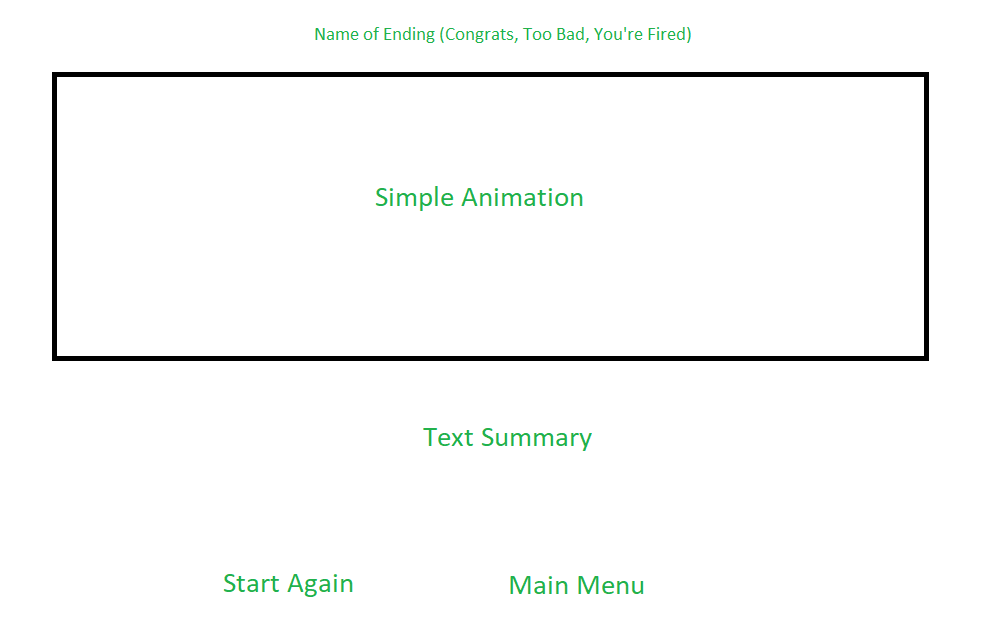 Name of Ending (Congrats, Too Bad, You're Fired)
Simple Animation
Text Summary
Start Again
Main Menu